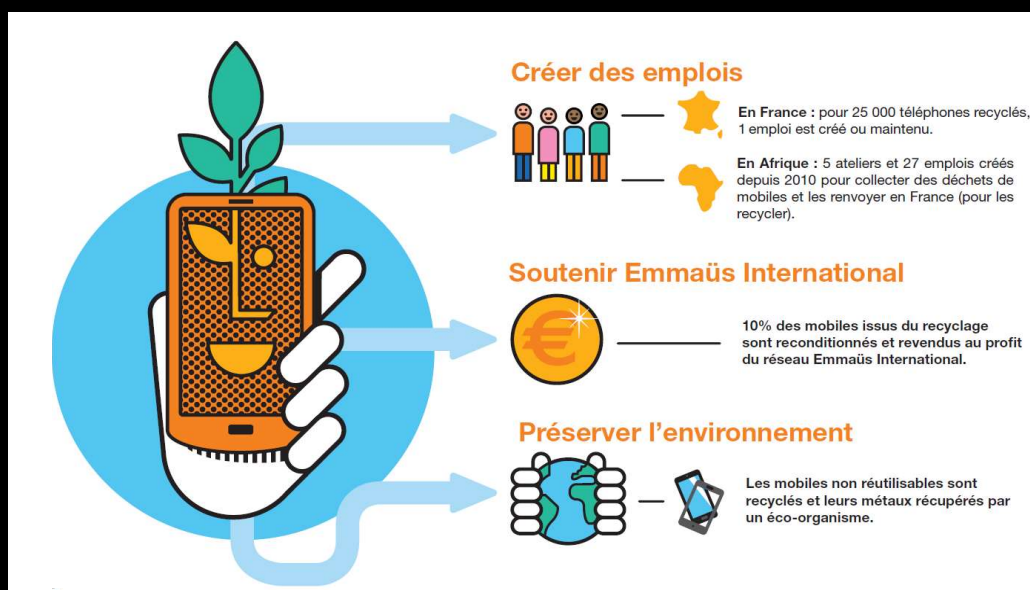 Créer des emplois
En France : pour 25 000 téléphones recyclés,
1 emploi est créé ou maintenu.
En Afrique : 5 ateliers et 27 emplois créés
depuis 2010 pour collecter des déchets de
mobiles et les renvoyer en France (pour les
recycler).
Soutenir Emmaüs International
€
10% des mobiles issus du recyclage
sont reconditionnés et revendus au profit
du réseau Emmaüs International.
Préserver l’environnement
Les mobiles non réutilisables sont
recyclés et leurs métaux récupérés par
un éco-organisme.